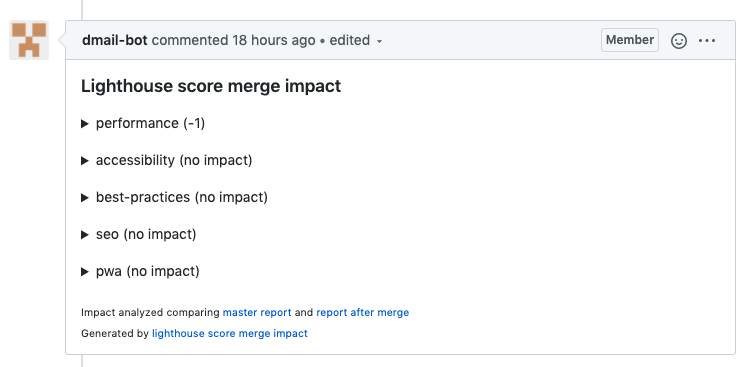 dmail-bot commented 18 hours ago • edited
Member
Lighthouse score merge impact
performance (-1)
accessibility (no impact)
best-practices (no impact)
seo (no impact)
pwa (no impact)
Impact analyzed comparing master report and report after merge
Generated by lighthouse score merge impact